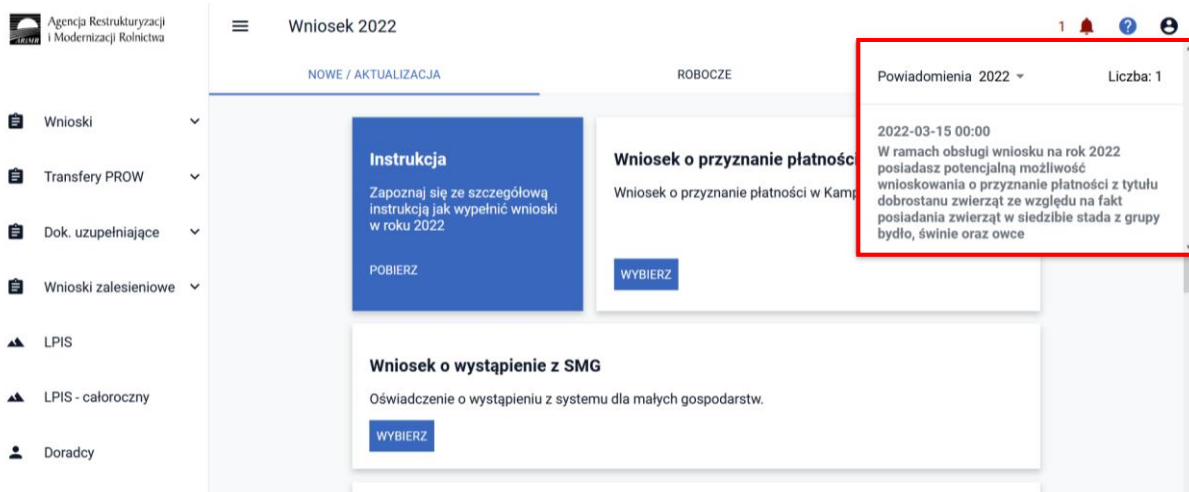 Agencja Restrukturyzacji
i Modernizacji Rolnictwa
ARiMR
Wniosek 2022
1
NOWE / AKTUALIZACJA
ROBOCZE
Powiadomienia 2022
Liczba: 1
2022-03-15 00:00
W ramach obsługi wniosku na rok 2022
posiadasz potencjalną możliwość
wnioskowania o przyznanie płatności z tytułu
dobrostanu zwierząt ze względu na fakt
posiadania zwierząt w siedzibie stada z grupy
bydło, świnie oraz owce
Wnioski
Transfery PROW
Dok. uzupełniające
Wnioski zalesieniowe
LPIS
LPIS - całoroczny
Doradcy
Instrukcja
Zapoznaj się ze szczegółową
instrukcją jak wypełnić wnioski
w roku 2022
POBIERZ
Wniosek o przyznanie płatności
Wniosek o przyznanie płatności w Kamp
WYBIERZ
Wniosek o wystąpienie z SMG
Oświadczenie o wystąpieniu z systemu dla małych gospodarstw.
WYBIERZ